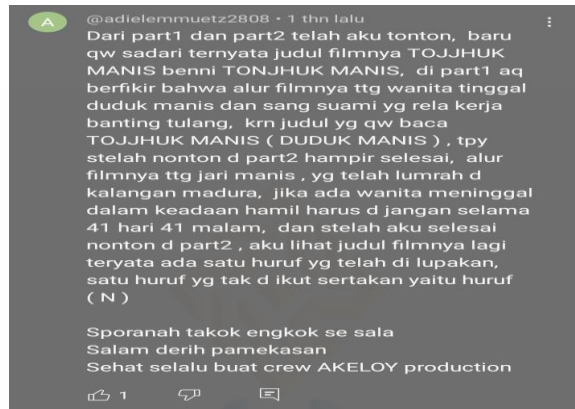 A
@adielemmuetz2808 • 1 thn lalu
Dari part1 dan part2 telah aku tonton, baru
qw sadari ternyata judul filmnya TOJJHUK
MANIS benni TONJHUK MANIS, di part1 aq
berfikir bahwa alur filmnya ttg wanita tinggal
duduk manis dan sang suami yg rela kerja
banting tulang, krn judul yg qw baca
TOJJHUK MANIS ( DUDUK MANIS ) , tpy
stelah nonton d part2 hampir selesai, alur
filmnya ttg jari manis , yg telah lumrah d
kalangan madura, jika ada wanita meninggal
dalam keadaan hamil harus d jangan selama
41 hari 41 malam, dan stelah aku selesai
nonton d part2 , aku lihat judul filmnya lagi
teryata ada satu huruf yg telah di lupakan,
satu huruf yg tak d ikut sertakan yaitu huruf
( N )
Sporanah takok engkok se sala
Salam derih pamekasan
Sehat selalu buat crew AKELOY production
1